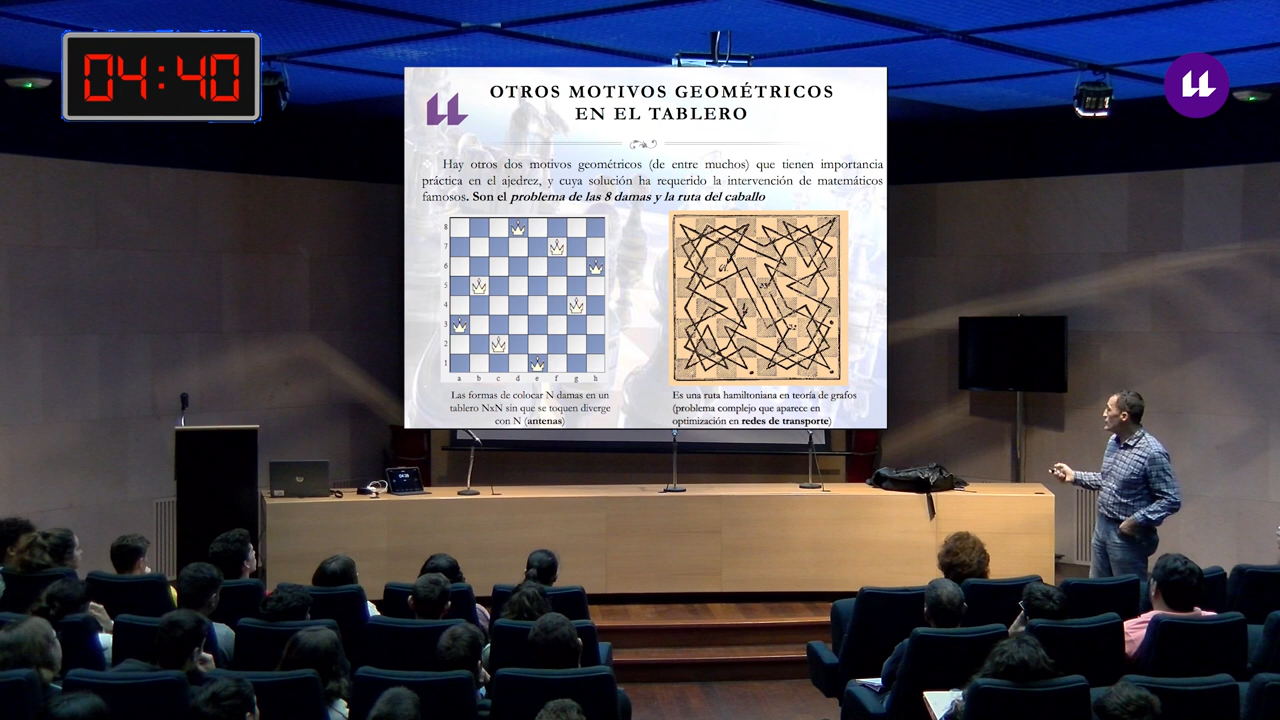 04:40
OTROS MOTIVOS GEOMÉTRICOS
EN EL TABLERO
Hay otros dos motivos geométricos (de entre muchos) que tienen importancia
práctica en el ajedrez, y cuya solución ha requerido la intervención de matemáticos
famosos. Son el problema de las 8 damas y la ruta del caballo
8
7
6
5
4
3
2
1
a b c d e f g h
Las formas de colocar N damas en un
tablero NxN sin que se toquen diverge
con N (antenas)
Es una ruta hamiltoniana en teoría de grafos
(problema complejo que aparece en
optimización en redes de transporte)